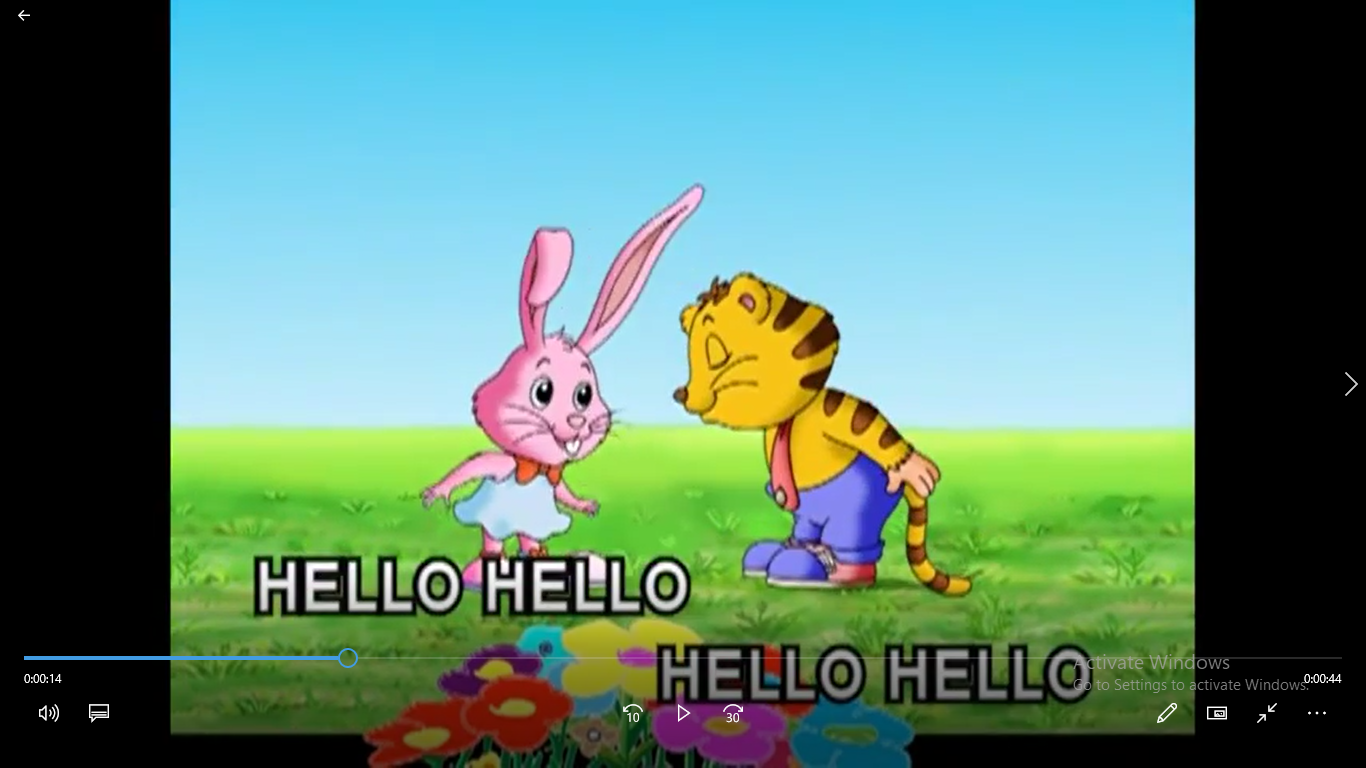 HELLO HELLO
HELLO HELLO
Activate Windows
Go to Settings to activate Windows.
0:00:14
0:00:44
10
30